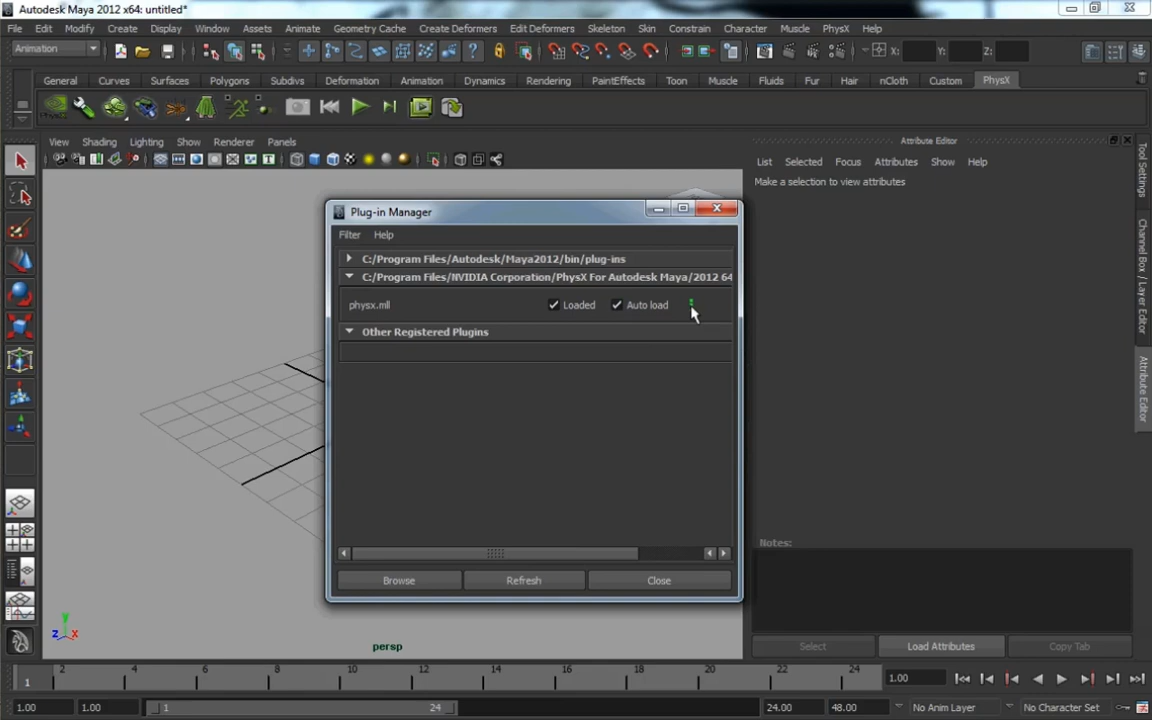 Autodesk Maya 2012 x64: untitled*
File Edit Modify Create Display Window Assets Animate Geometry Cache Create Deformers Edit Deformers Skeleton Skin Constrain Character Muscle PhysX Help
Animation X: Y: Z:
General Curves Surfaces Polygons Subdivs Deformation Animation Dynamics Rendering PaintEffects Toon Muscle Fluids Fur Hair nCloth Custom PhysX
View Shading Lighting Show Renderer Panels
Attribute Editor
List Selected Focus Attributes Show Help
Make a selection to view attributes
Tool Settings
Channel Box / Layer Editor
Attribute Editor
Plug-in Manager
Filter Help
C:/Program Files/Autodesk/Maya2012/bin/plug-ins
C:/Program Files/NVIDIA Corporation/PhysX For Autodesk Maya/2012 64
physx.mll Loaded Auto load i
Other Registered Plugins
Browse Refresh Close
Notes:
Select Load Attributes Copy Tab
y
z x
persp
2 4 6 8 10 12 14 16 18 20 22 24
1 1.00
1.00 1.00 1 24 24.00 48.00 No Anim Layer No Character Set